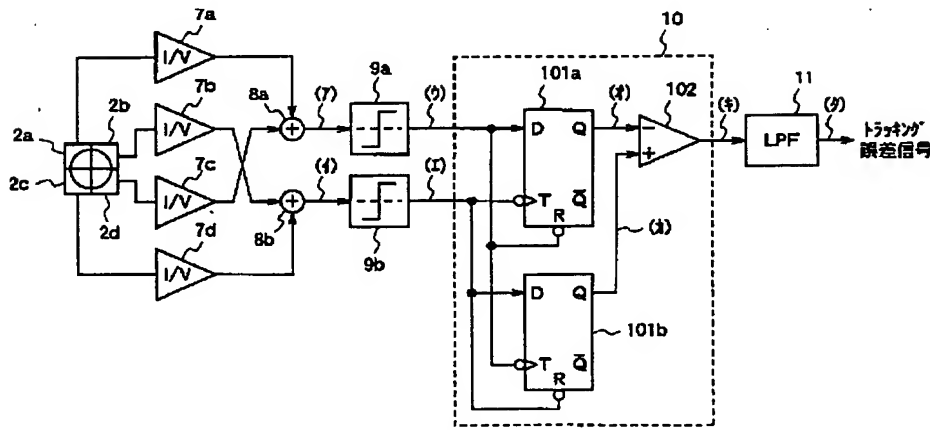 7a
I/V
7b
I/V
2b
2a
2c
2d
7c
I/V
7d
I/V
8a
+
(ア)
9a
(ウ)
8b
+
(イ)
9b
(エ)
10
101a
D Q
T Q̅
R
(オ)
102
−
+
(キ)
11
LPF
(ク)
トラッキング
誤差信号
D Q
T Q̅
R
101b